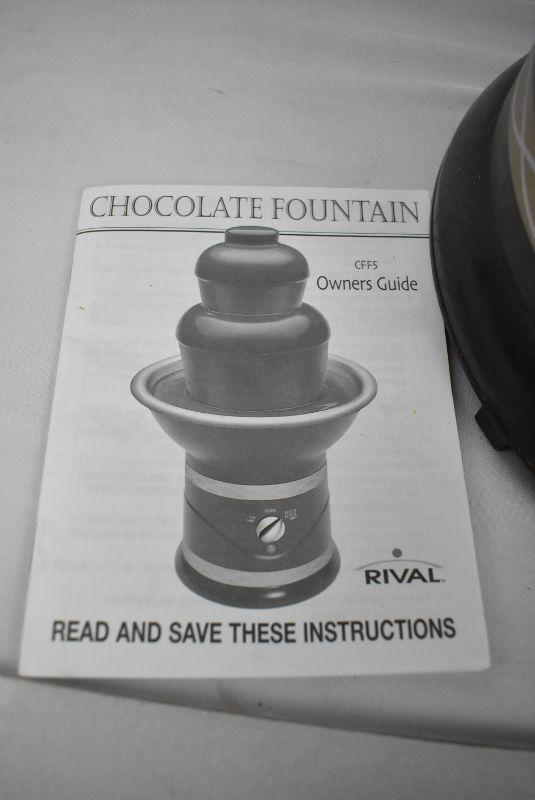 CHOCOLATE FOUNTAIN
CFF5
Owners Guide
RIVAL
READ AND SAVE THESE INSTRUCTIONS